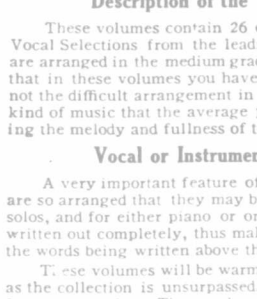 Description of the
These volumes contain 26
Vocal Selections from the lead
are arranged in the medium grad
that in these volumes you have
not the difficult arrangement in
kind of music that the average
ing the melody and fullness of t
Vocal or Instrumen
A very important feature of
are so arranged that they may b
solos, and for either piano or or
written out completely, thus mak
the words being written above th
T. ese volumes will be warm
as the collection is unsurpassed